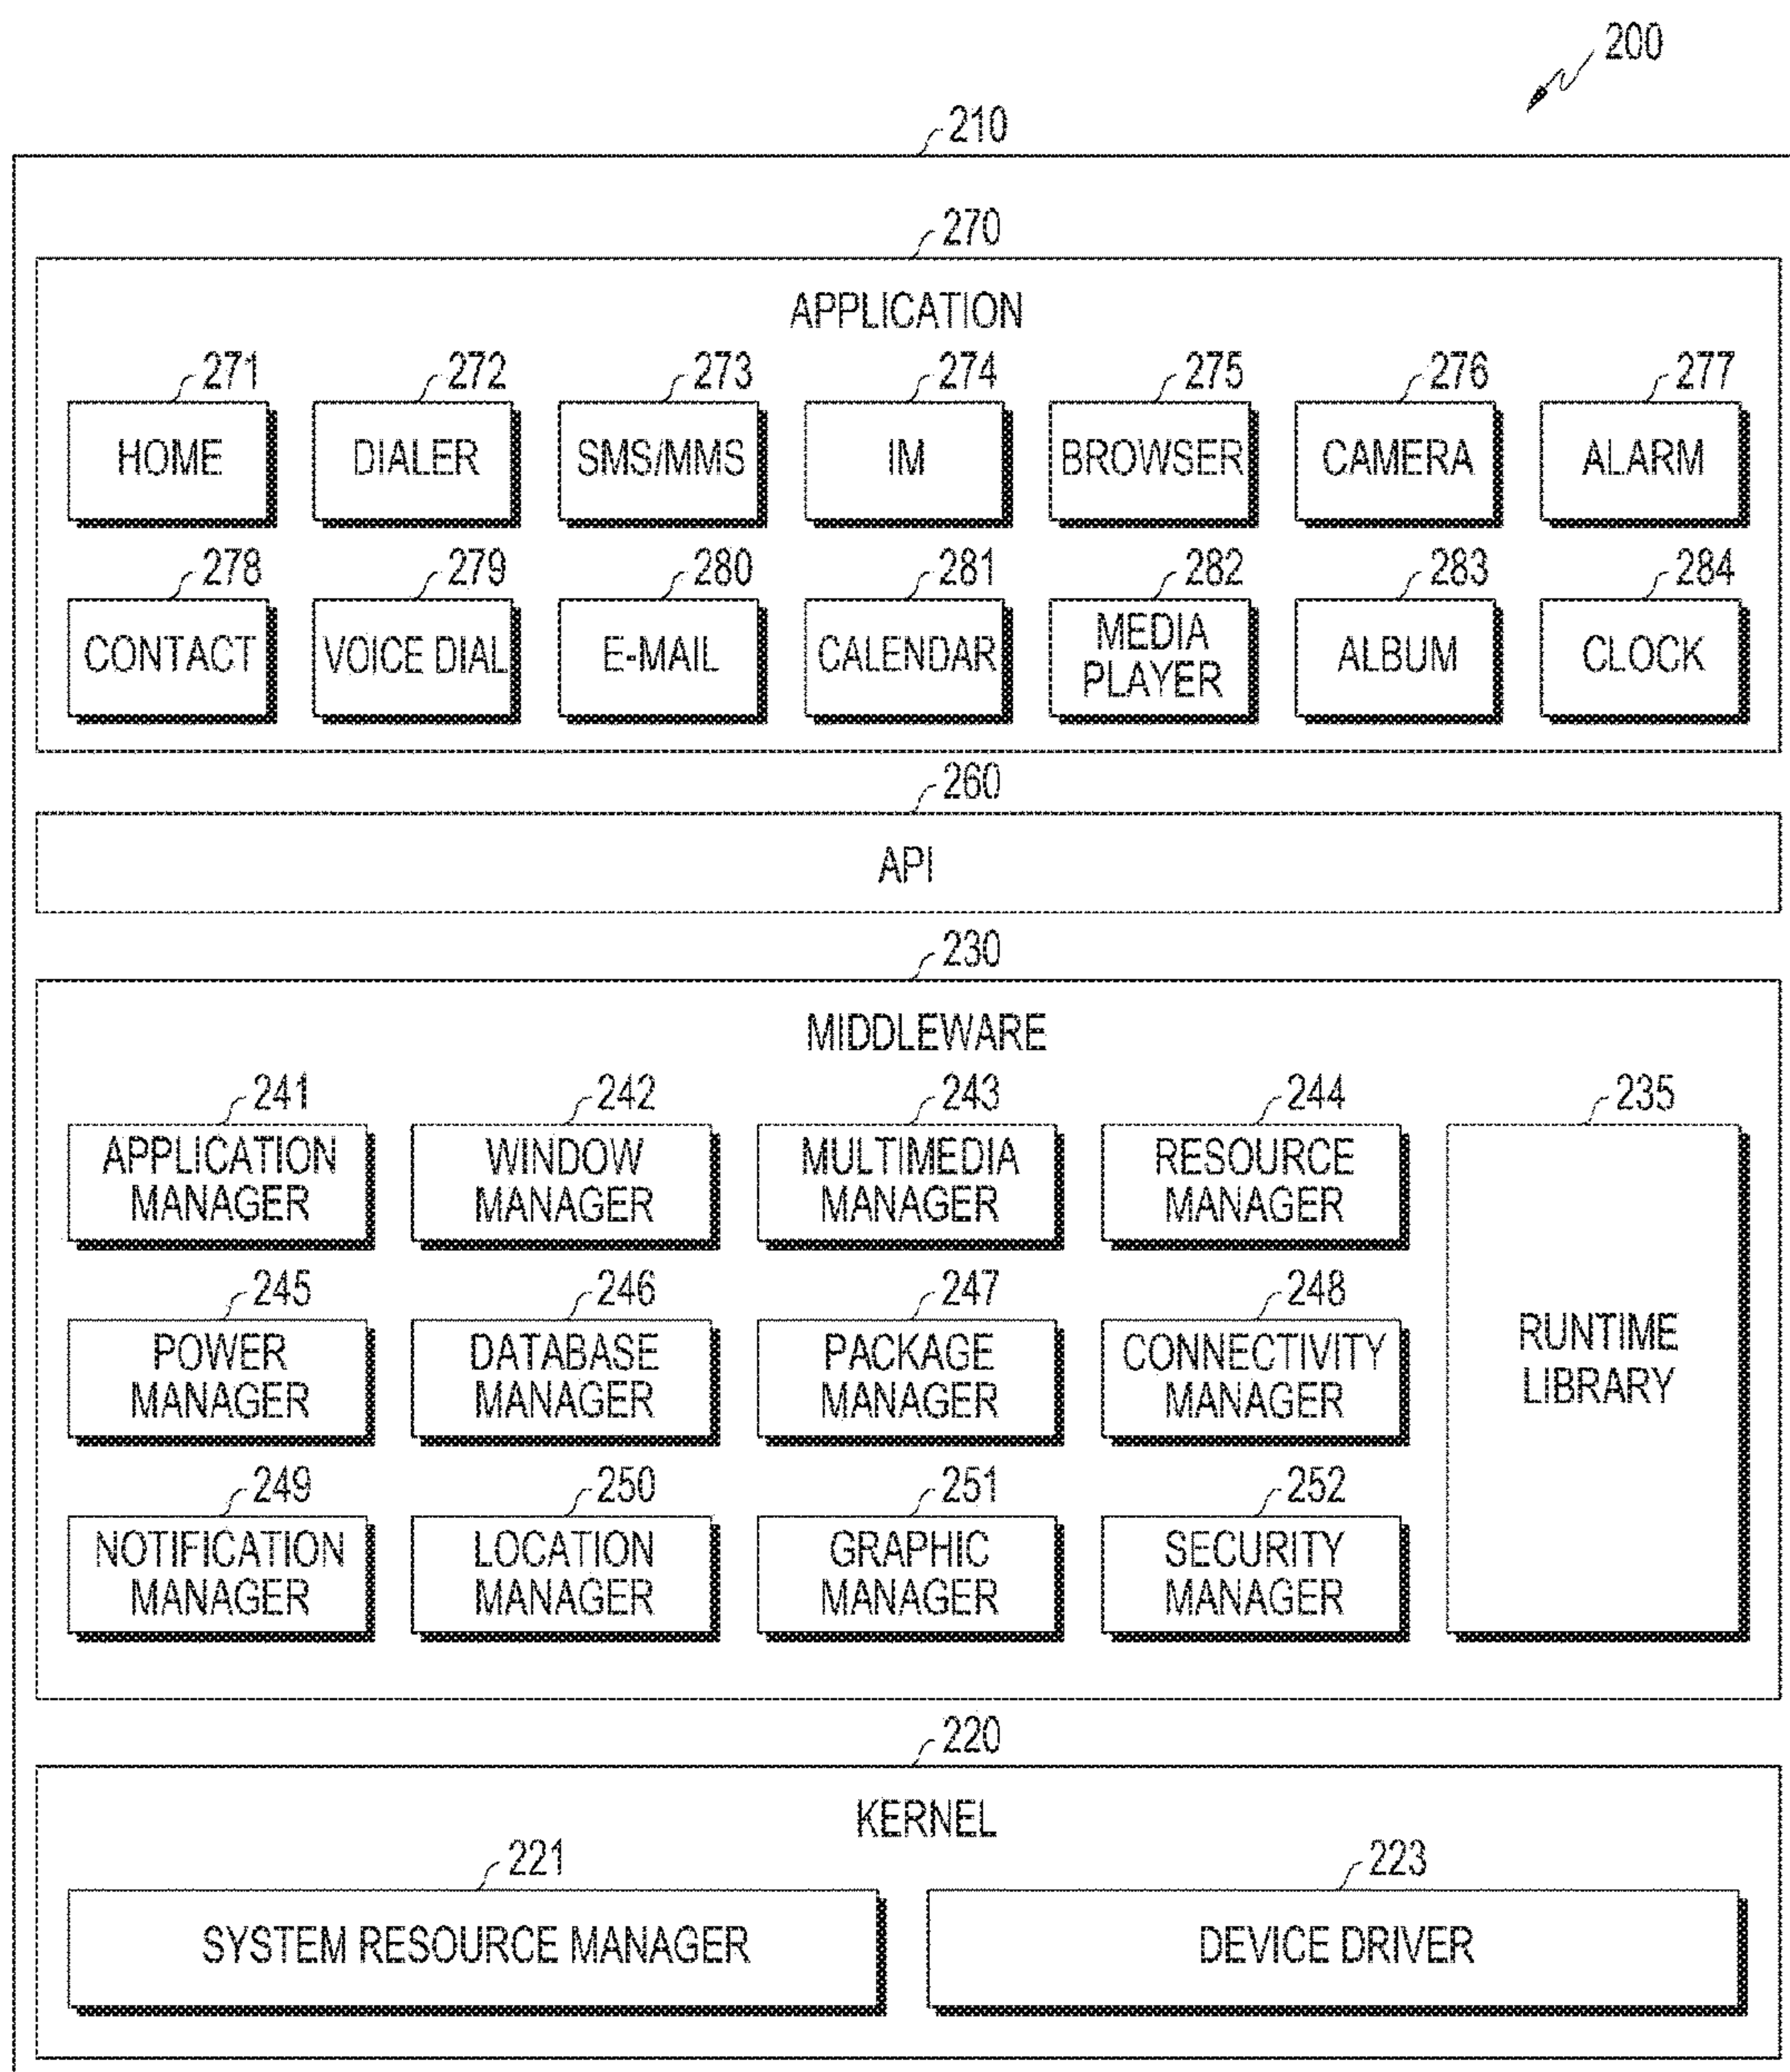 200
210
270
APPLICATION
271 272 273 274 275 276 277
HOME DIALER SMS/MMS IM BROWSER CAMERA ALARM
278 279 280 281 282 283 284
CONTACT VOICE DIAL E-MAIL CALENDAR MEDIA PLAYER ALBUM CLOCK
260
API
230
MIDDLEWARE
241 242 243 244 235
APPLICATION WINDOW MULTIMEDIA RESOURCE
MANAGER MANAGER MANAGER MANAGER
245 246 247 248
POWER DATABASE PACKAGE CONNECTIVITY RUNTIME
MANAGER MANAGER MANAGER MANAGER LIBRARY
249 250 251 252
NOTIFICATION LOCATION GRAPHIC SECURITY
MANAGER MANAGER MANAGER MANAGER
220
KERNEL
221 223
SYSTEM RESOURCE MANAGER DEVICE DRIVER